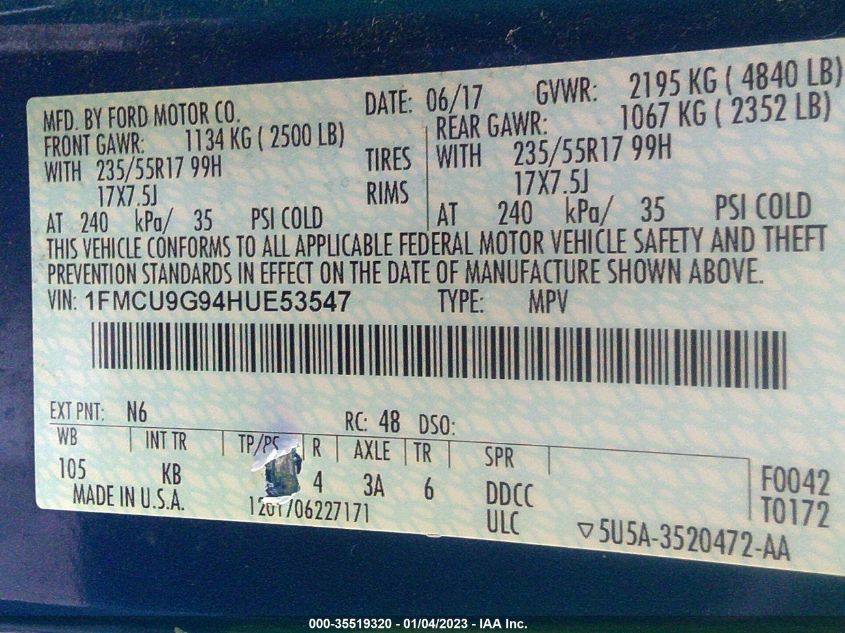 MFD. BY FORD MOTOR CO. DATE: 06/17 GVWR: 2195 KG ( 4840 LB)
FRONT GAWR: 1134 KG ( 2500 LB) REAR GAWR: 1067 KG ( 2352 LB)
WITH 235/55R17 99H TIRES WITH 235/55R17 99H
17X7.5J RIMS 17X7.5J
AT 240 kPa/ 35 PSI COLD AT 240 kPa/ 35 PSI COLD
THIS VEHICLE CONFORMS TO ALL APPLICABLE FEDERAL MOTOR VEHICLE SAFETY AND THEFT
PREVENTION STANDARDS IN EFFECT ON THE DATE OF MANUFACTURE SHOWN ABOVE.
VIN: 1FMCU9G94HUE53547 TYPE: MPV
EXT PNT: N6 RC: 48 DSO:
WB INT TR TP/PS R AXLE TR SPR
105 KB 4 3A 6 DDCC F0042
MADE IN U.S.A. 1201706227171 ULC T0172
5U5A-3520472-AA
000-35519320 - 01/04/2023 - IAA Inc.